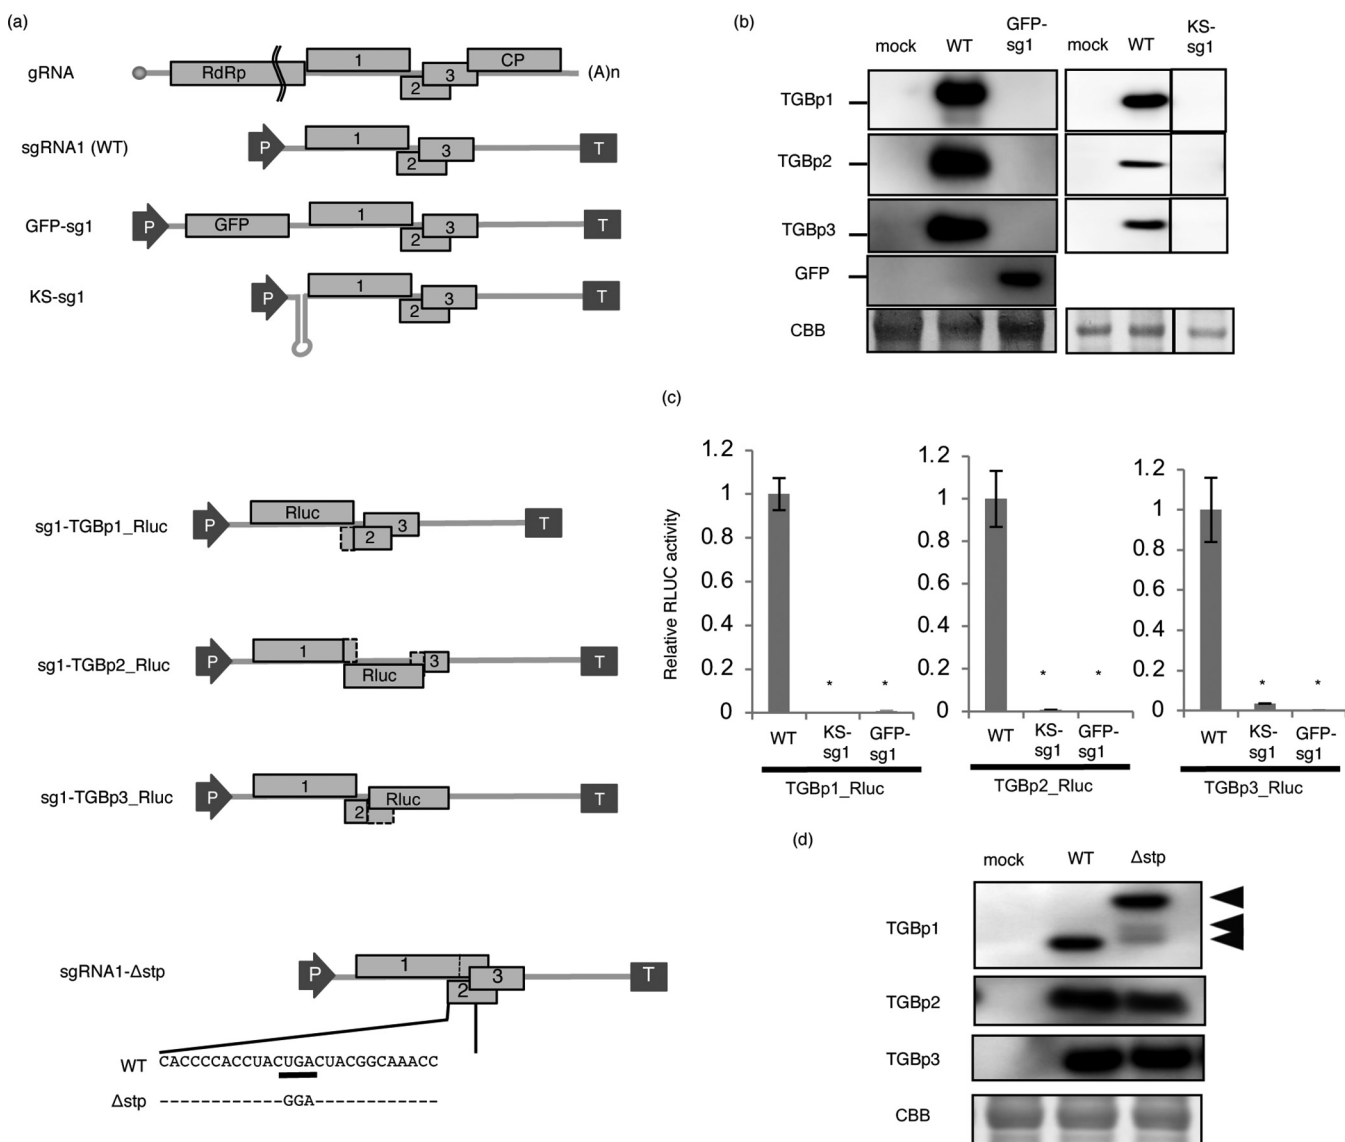 (a)
gRNA
RdRp
1
2
3
CP
(A)n
sgRNA1 (WT)
P
1
2
3
T
GFP-sg1
P
GFP
1
2
3
T
KS-sg1
P
1
2
3
T
sg1-TGBp1_Rluc
P
Rluc
2
3
T
sg1-TGBp2_Rluc
P
1
Rluc
3
T
sg1-TGBp3_Rluc
P
1
2
Rluc
T
sgRNA1-Δstp
P
1
2
3
T
WT
CACCCCACCUACUGACUACGGCAAACC
Δstp
------------GGA------------
(b)
mock
WT
GFP-
sg1
mock
WT
KS-
sg1
TGBp1
TGBp2
TGBp3
GFP
CBB
(c)
Relative RLUC activity
1.2
1
0.8
0.6
0.4
0.2
0
*
*
WT
KS-
sg1
GFP-
sg1
TGBp1_Rluc
1.2
1
0.8
0.6
0.4
0.2
0
*
*
WT
KS-
sg1
GFP-
sg1
TGBp2_Rluc
1.2
1
0.8
0.6
0.4
0.2
0
*
*
WT
KS-
sg1
GFP-
sg1
TGBp3_Rluc
(d)
mock
WT
Δstp
TGBp1
TGBp2
TGBp3
CBB